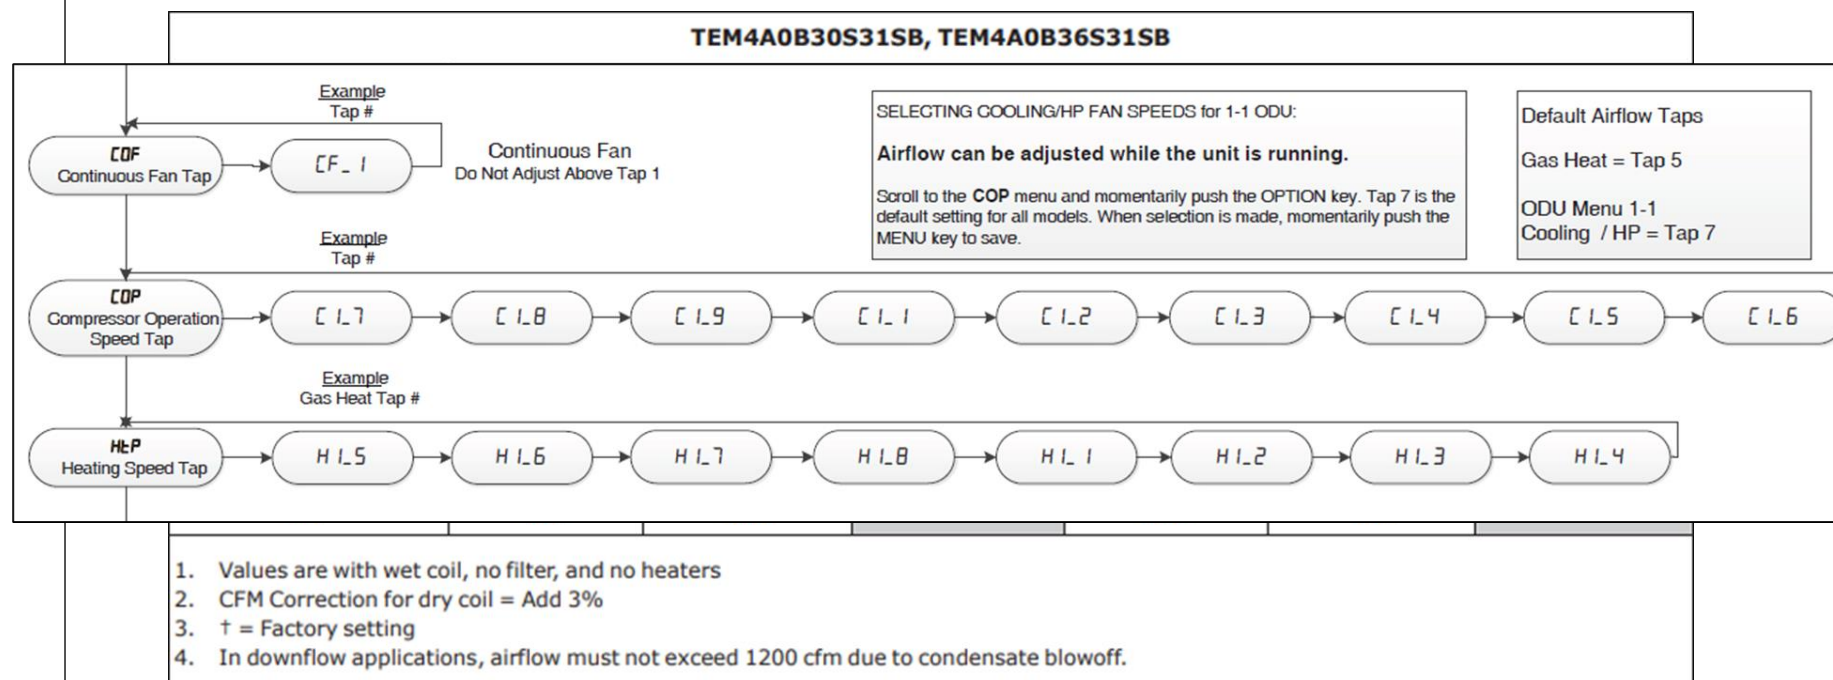 TEM4A0B30S31SB, TEM4A0B36S31SB
Example
Tap #
COF
Continuous Fan Tap
CF_1
Continuous Fan
Do Not Adjust Above Tap 1
SELECTING COOLING/HP FAN SPEEDS for 1-1 ODU:
Airflow can be adjusted while the unit is running.
Scroll to the COP menu and momentarily push the OPTION key. Tap 7 is the
default setting for all models. When selection is made, momentarily push the
MENU key to save.
Default Airflow Taps
Gas Heat = Tap 5
ODU Menu 1-1
Cooling / HP = Tap 7
Example
Tap #
COP
Compressor Operation
Speed Tap
C1_7
C1_8
C1_9
C1_1
C1_2
C1_3
C1_4
C1_5
C1_6
Example
Gas Heat Tap #
HtP
Heating Speed Tap
H1_5
H1_6
H1_7
H1_8
H1_1
H1_2
H1_3
H1_4
1. Values are with wet coil, no filter, and no heaters
2. CFM Correction for dry coil = Add 3%
3. † = Factory setting
4. In downflow applications, airflow must not exceed 1200 cfm due to condensate blowoff.